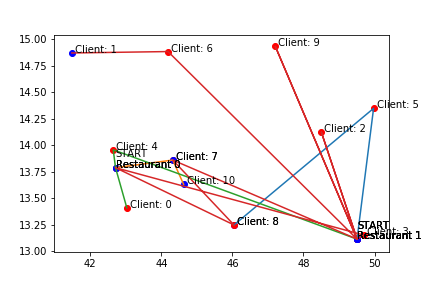 15.00
14.75
14.50
14.25
14.00
13.75
13.50
13.25
13.00
42
44
46
48
50
Client: 1
Client: 6
Client: 9
Client: 5
Client: 2
Client: 4
START
Restaurant 0
Client: 7
Client: 10
Client: 0
Client: 8
START
Client: 3
Restaurant 1